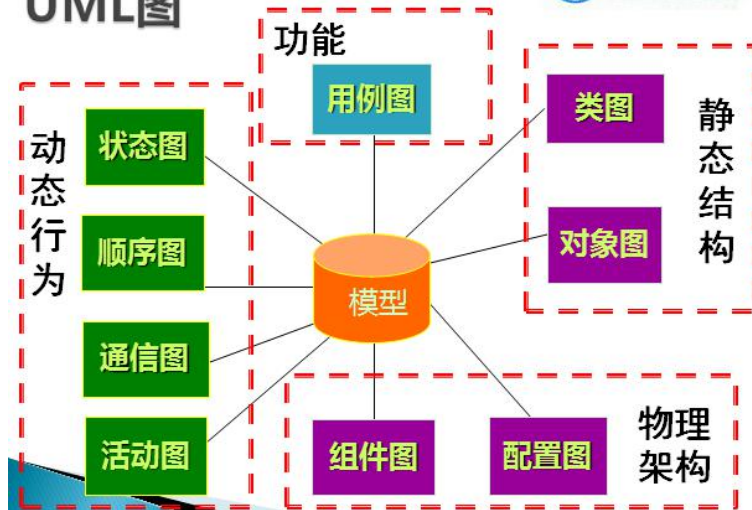 UML图
功能
用例图
动态行为
状态图
顺序图
通信图
活动图
模型
类图
对象图
静态结构
组件图
配置图
物理
架构